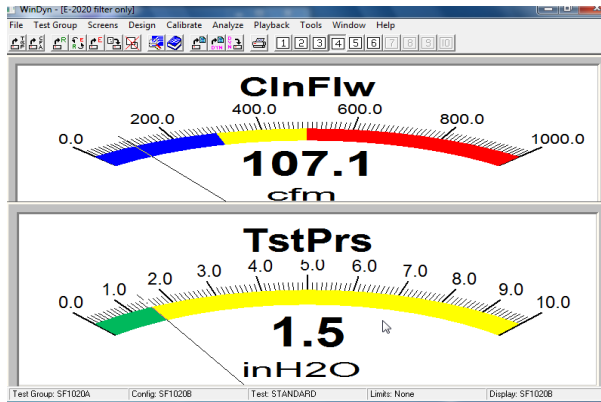 WinDyn - [E-2020 filter only]
File Test Group Screens Design Calibrate Analyze Playback Tools Window Help
1 2 3 4 5 6 7 8 9 10
ClnFlw
0.0 200.0 400.0 600.0 800.0 1000.0
107.1
cfm
TstPrs
0.0 1.0 2.0 3.0 4.0 5.0 6.0 7.0 8.0 9.0 10.0
1.5
inH2O
Test Group: SF1020A Config: SF1020B Test: STANDARD Limits: None Display: SF1020B